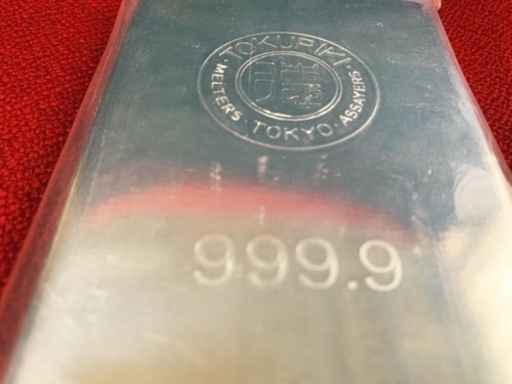 TOKURIKI
MELTERS · TOKYO · ASSAYERS
999.9